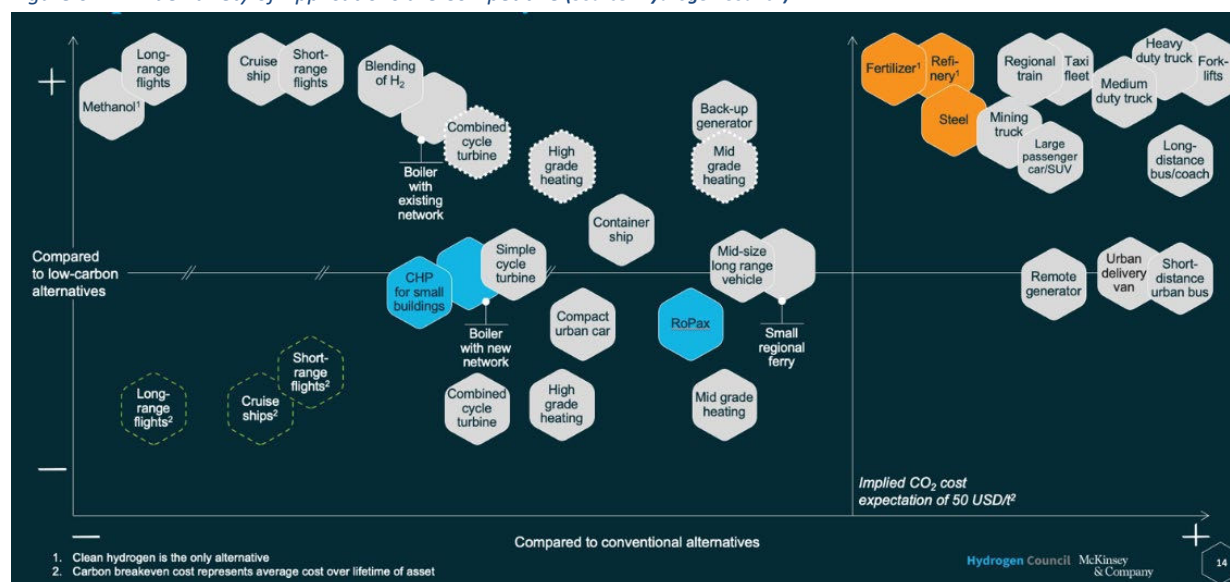 Long-
range
flights
Methanol¹
Cruise
ship
Short-
range
flights
Blending
of H₂
Boiler
with
existing
network
Combined
cycle
turbine
High
grade
heating
Back-up
generator
Mid
grade
heating
Container
ship
Fertilizer¹
Refi-
nery¹
Steel
Regional
train
Taxi
fleet
Mining
truck
Large
passenger
car/SUV
Medium
duty truck
Heavy
duty truck
Fork-
lifts
Long-
distance
bus/coach
Compared
to low-carbon
alternatives
CHP
for small
buildings
Boiler
with new
network
Simple
cycle
turbine
Compact
urban car
RoPax
Mid-size
long range
vehicle
Small
regional
ferry
Remote
generator
Urban
delivery
van
Short-
distance
urban bus
Long-
range
flights²
Cruise
ships²
Short-
range
flights²
Combined
cycle
turbine
High
grade
heating
Mid grade
heating
Implied CO₂ cost
expectation of 50 USD/t²
Compared to conventional alternatives
1. Clean hydrogen is the only alternative
2. Carbon breakeven cost represents average cost over lifetime of asset
Hydrogen Council
McKinsey
& Company
14